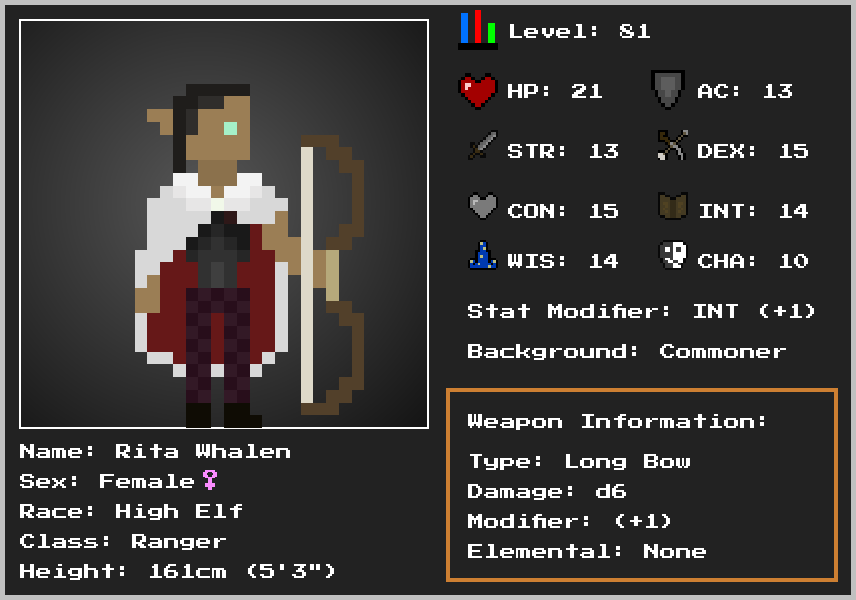 Level: 81
HP: 21 AC: 13
STR: 13 DEX: 15
CON: 15 INT: 14
WIS: 14 CHA: 10
Stat Modifier: INT (+1)
Background: Commoner
Weapon Information:
Type: Long Bow
Damage: d6
Modifier: (+1)
Elemental: None
Name: Rita Whalen
Sex: Female♀
Race: High Elf
Class: Ranger
Height: 161cm (5'3")